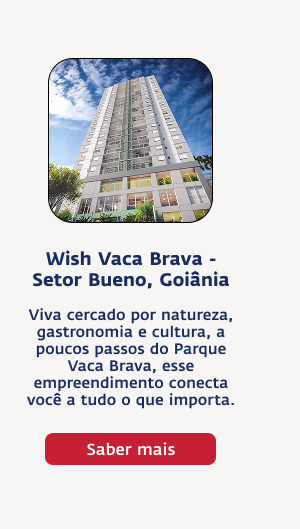 Wish Vaca Brava -
Setor Bueno, Goiânia
Viva cercado por natureza,
gastronomia e cultura, a
poucos passos do Parque
Vaca Brava, esse
empreendimento conecta
você a tudo o que importa.
Saber mais